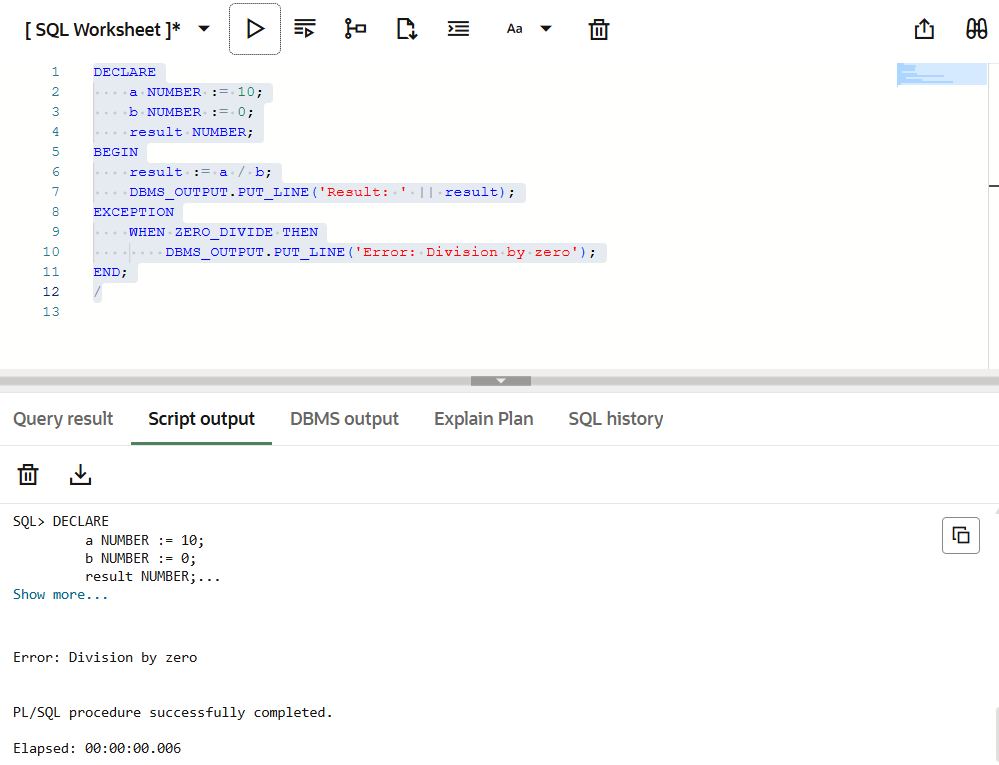 [ SQL Worksheet ]*
Aa
1 DECLARE
2     a NUMBER := 10;
3     b NUMBER := 0;
4     result NUMBER;
5 BEGIN
6     result := a / b;
7     DBMS_OUTPUT.PUT_LINE('Result: ' || result);
8 EXCEPTION
9     WHEN ZERO_DIVIDE THEN
10         DBMS_OUTPUT.PUT_LINE('Error: Division by zero');
11 END;
12 /
13
Query result Script output DBMS output Explain Plan SQL history
SQL> DECLARE
         a NUMBER := 10;
         b NUMBER := 0;
         result NUMBER;...
Show more...
Error: Division by zero
PL/SQL procedure successfully completed.
Elapsed: 00:00:00.006